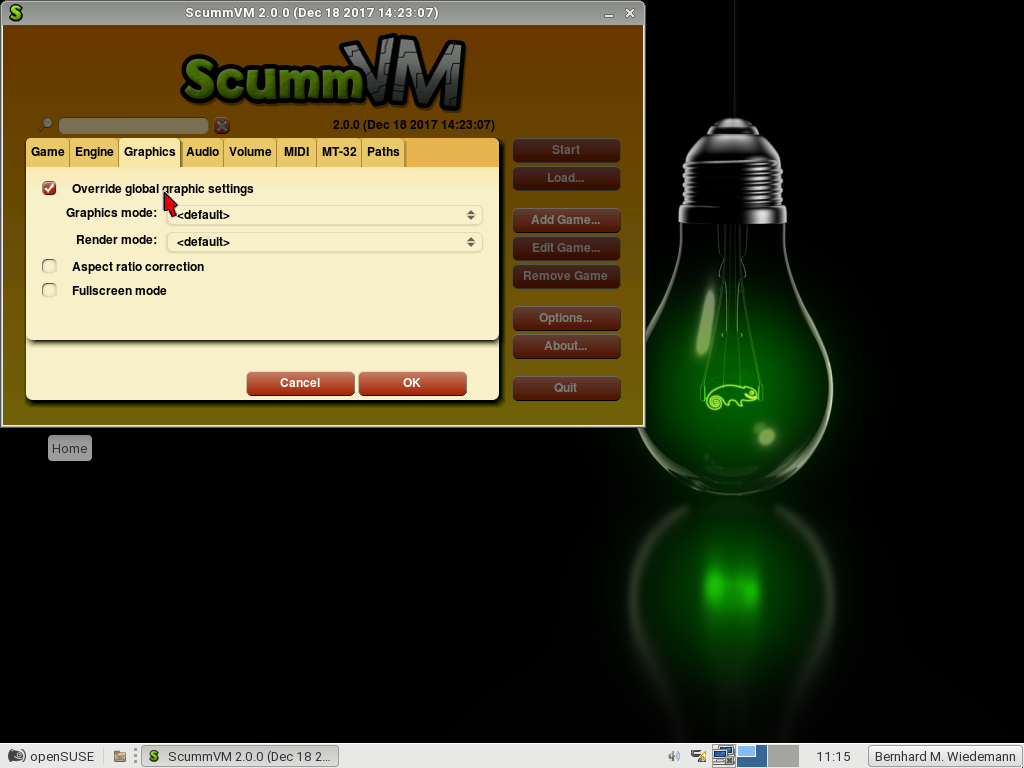 ScummVM 2.0.0 (Dec 18 2017 14:23:07)
ScummVM
2.0.0 (Dec 18 2017 14:23:07)
Game Engine Graphics Audio Volume MIDI MT-32 Paths
Override global graphic settings
Graphics mode: <default>
Render mode: <default>
Aspect ratio correction
Fullscreen mode
Cancel OK
Start
Load...
Add Game...
Edit Game...
Remove Game
Options...
About...
Quit
Home
openSUSE ScummVM 2.0.0 (Dec 18 2... 11:15 Bernhard M. Wiedemann